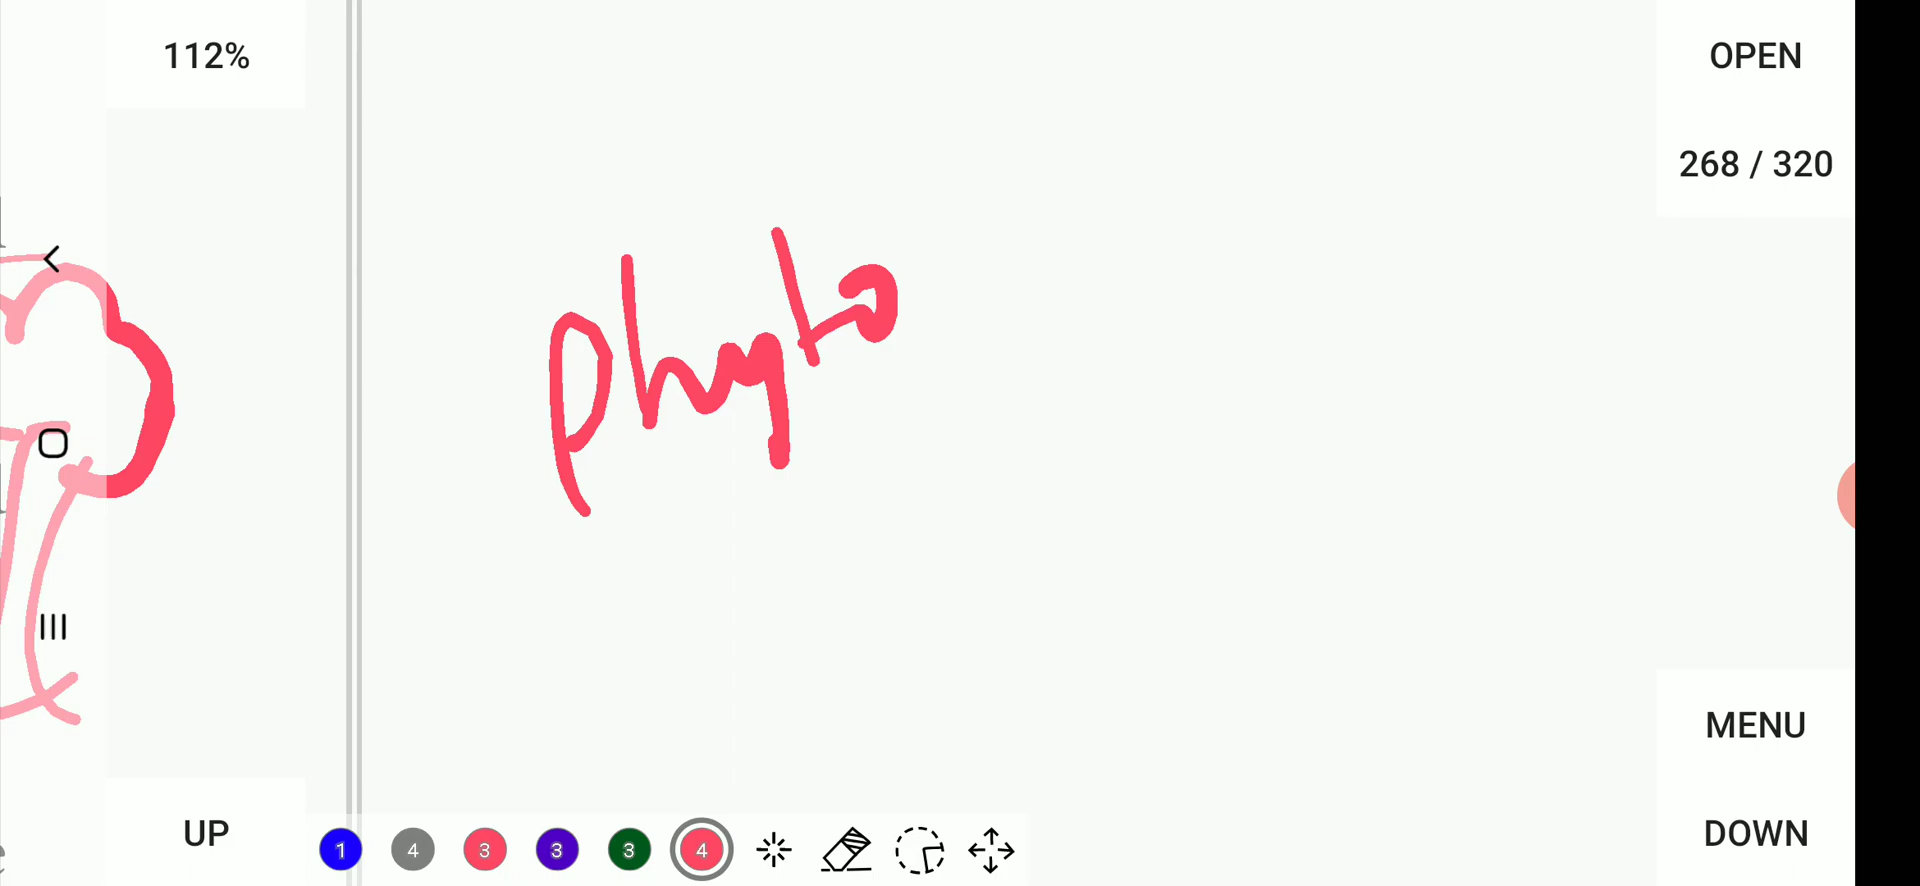 112%
OPEN
268 / 320
phyto
MENU
UP
1 4 3 3 3 4
DOWN